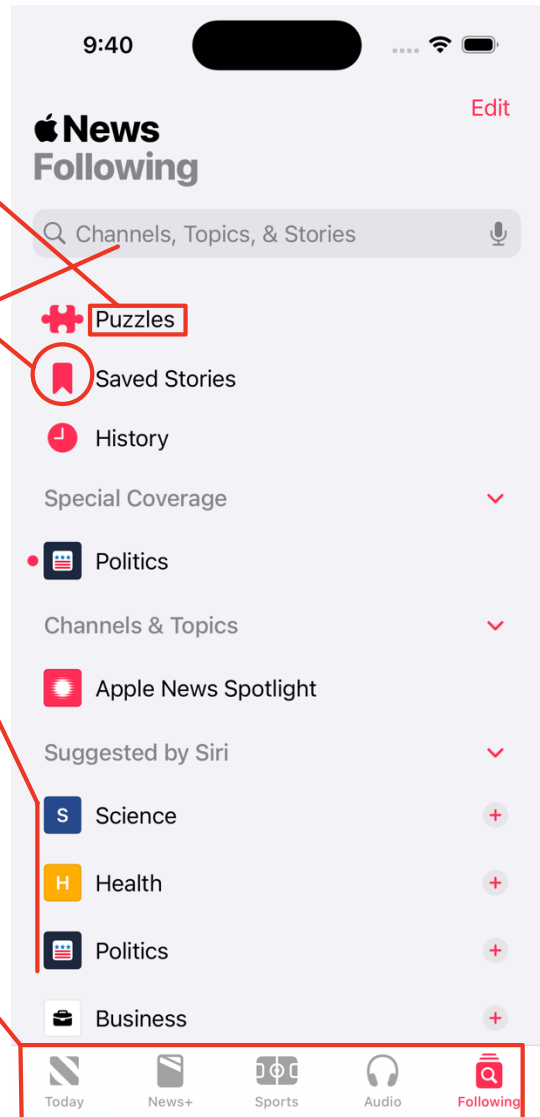 9:40
Edit
News
Following
Channels, Topics, & Stories
Puzzles
Saved Stories
History
Special Coverage
Politics
Channels & Topics
Apple News Spotlight
Suggested by Siri
S Science
H Health
Politics
Business
Today News+ Sports Audio Following